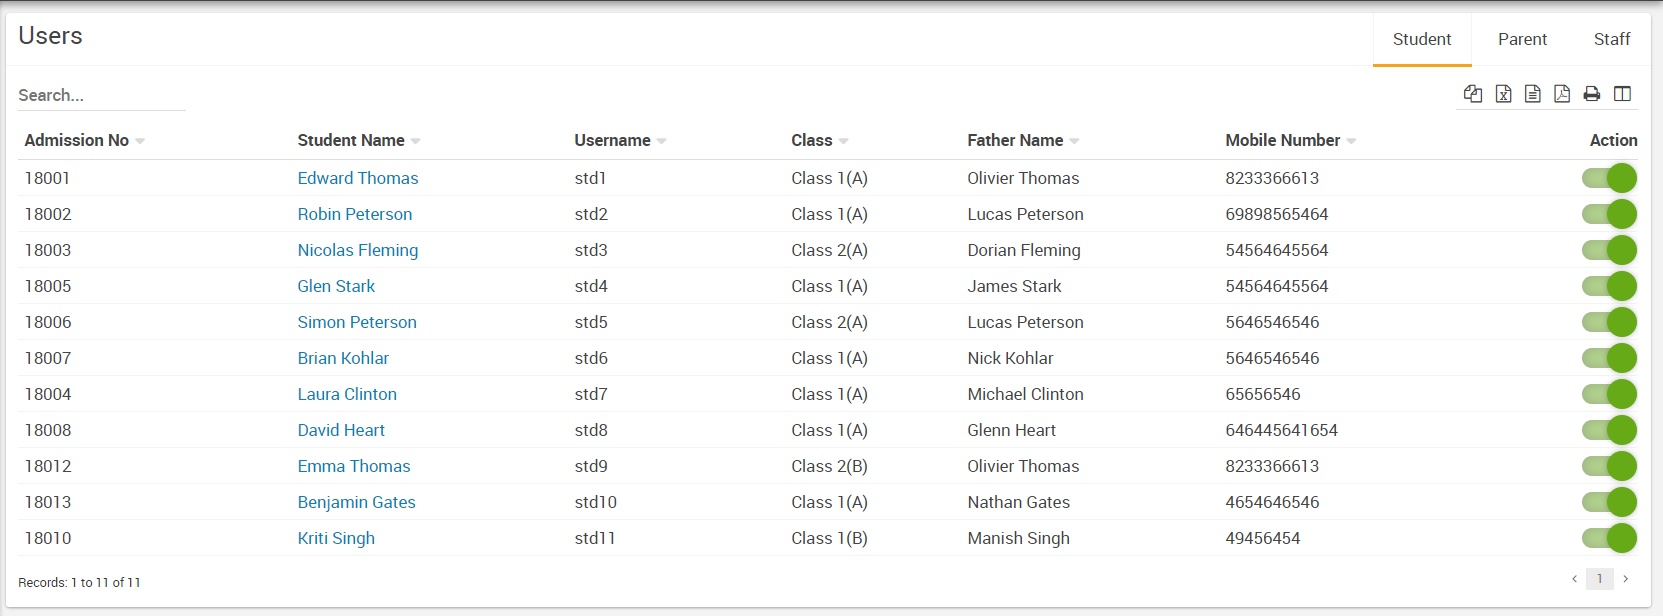 Users Student Parent Staff
Search...
Admission No Student Name Username Class Father Name Mobile Number Action
18001 Edward Thomas std1 Class 1(A) Olivier Thomas 8233366613
18002 Robin Peterson std2 Class 1(A) Lucas Peterson 69898565464
18003 Nicolas Fleming std3 Class 2(A) Dorian Fleming 54564645564
18005 Glen Stark std4 Class 1(A) James Stark 54564645564
18006 Simon Peterson std5 Class 2(A) Lucas Peterson 5646546546
18007 Brian Kohlar std6 Class 1(A) Nick Kohlar 5646546546
18004 Laura Clinton std7 Class 1(A) Michael Clinton 65656546
18008 David Heart std8 Class 1(A) Glenn Heart 646445641654
18012 Emma Thomas std9 Class 2(B) Olivier Thomas 8233366613
18013 Benjamin Gates std10 Class 1(A) Nathan Gates 4654646546
18010 Kriti Singh std11 Class 1(B) Manish Singh 49456454
Records: 1 to 11 of 11 < 1 >